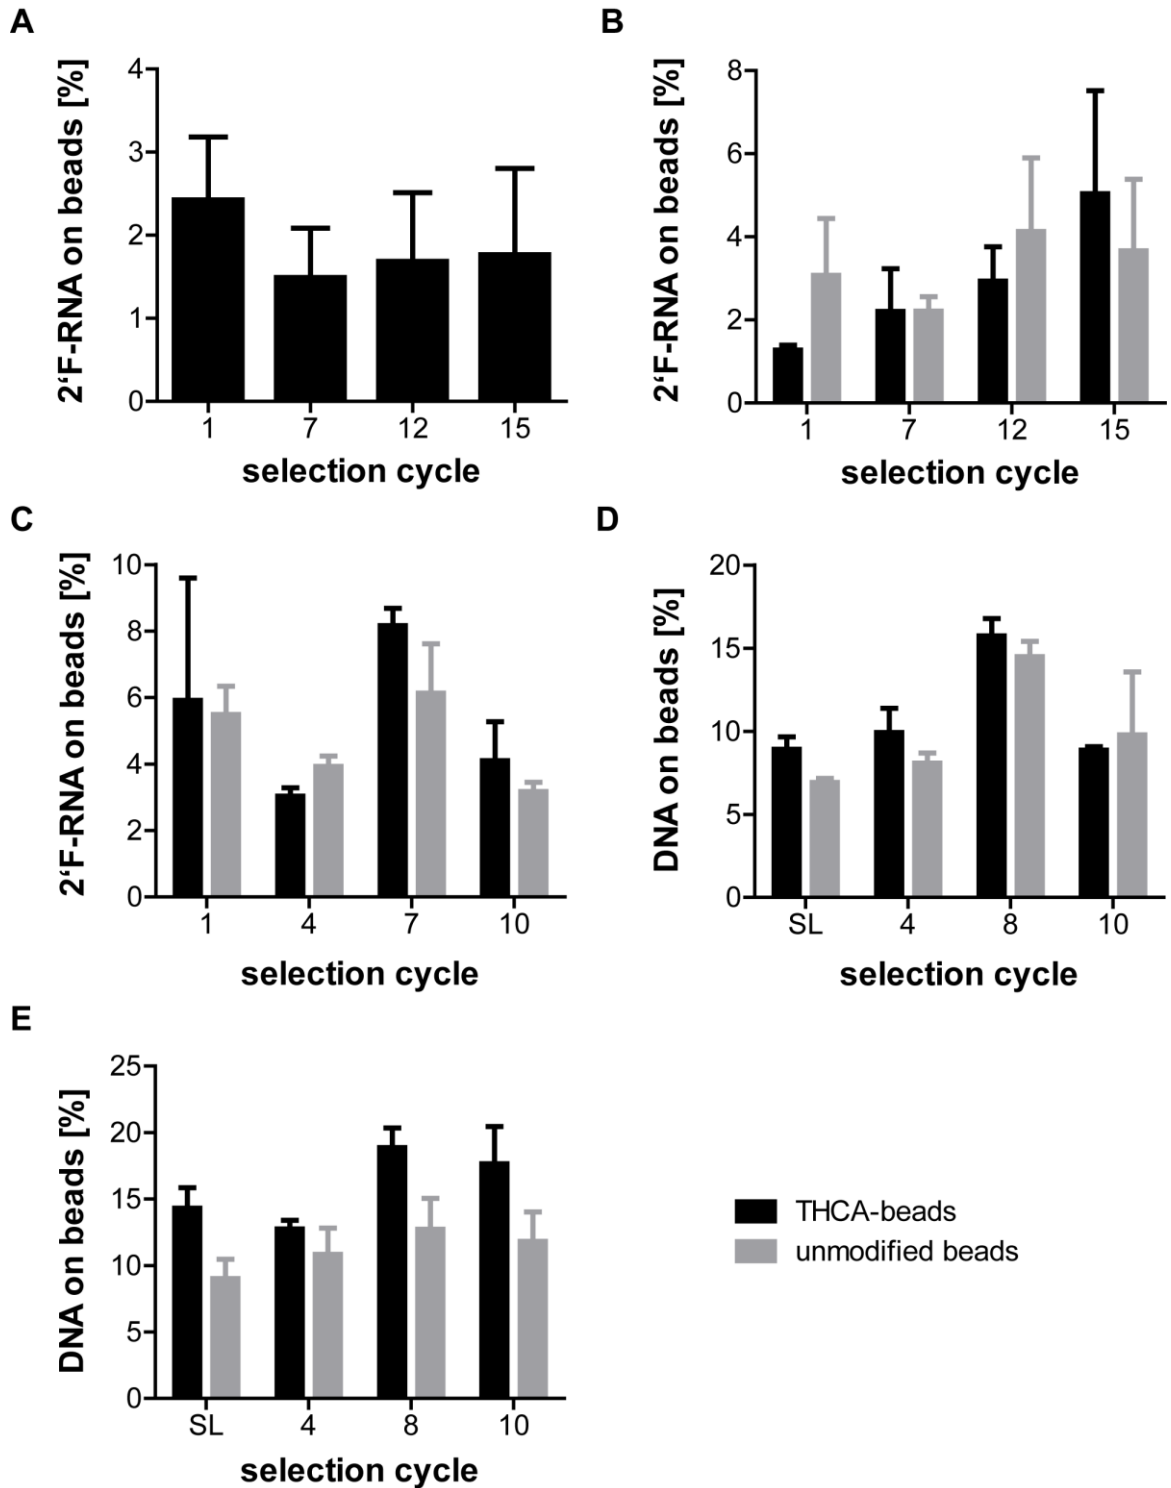 A
2‘F-RNA on beads [%]
4
3
2
1
0
1 7 12 15
selection cycle
B
2‘F-RNA on beads [%]
8
6
4
2
0
1 7 12 15
selection cycle
C
2‘F-RNA on beads [%]
10
8
6
4
2
0
1 4 7 10
selection cycle
D
DNA on beads [%]
20
15
10
5
0
SL 4 8 10
selection cycle
E
DNA on beads [%]
25
20
15
10
5
0
SL 4 8 10
selection cycle
THCA-beads
unmodified beads